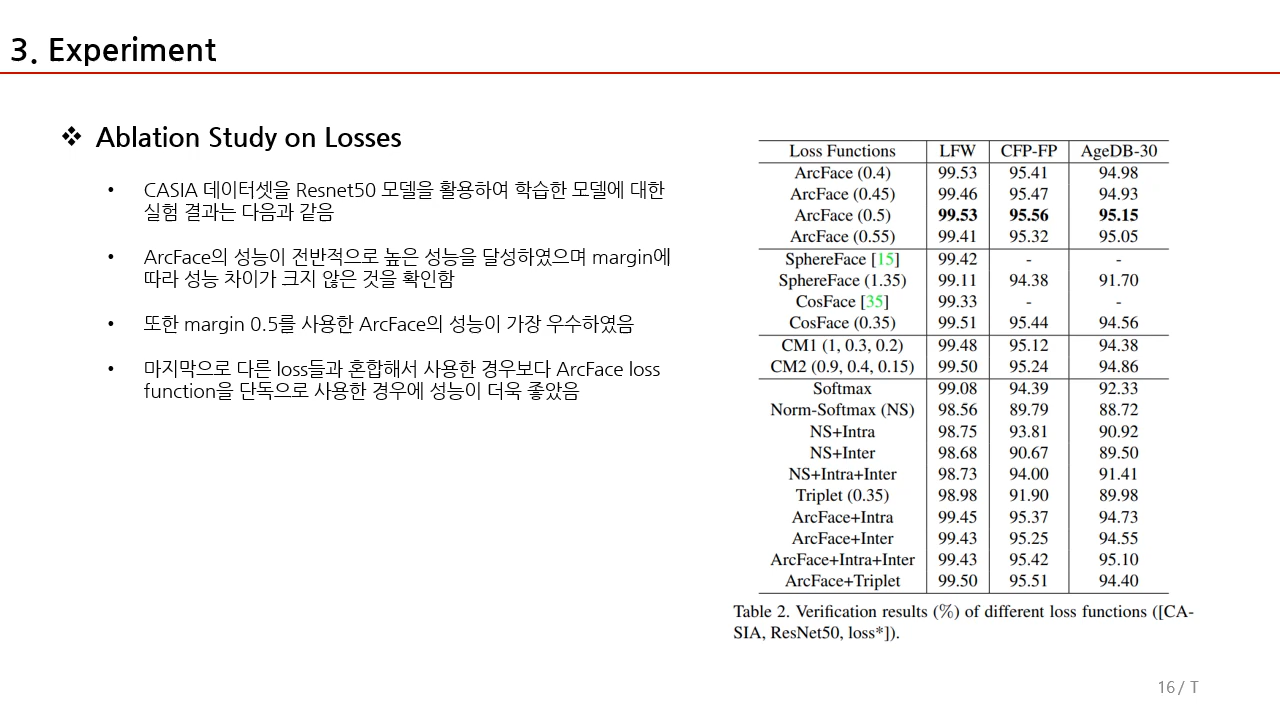 3. Experiment
❖ Ablation Study on Losses
• CASIA 데이터셋을 Resnet50 모델을 활용하여 학습한 모델에 대한
실험 결과는 다음과 같음
• ArcFace의 성능이 전반적으로 높은 성능을 달성하였으며 margin에
따라 성능 차이가 크지 않은 것을 확인함
• 또한 margin 0.5를 사용한 ArcFace의 성능이 가장 우수하였음
• 마지막으로 다른 loss들과 혼합해서 사용한 경우보다 ArcFace loss
function을 단독으로 사용한 경우에 성능이 더욱 좋았음
Loss Functions LFW CFP-FP AgeDB-30
ArcFace (0.4) 99.53 95.41 94.98
ArcFace (0.45) 99.46 95.47 94.93
ArcFace (0.5) 99.53 95.56 95.15
ArcFace (0.55) 99.41 95.32 95.05
SphereFace [15] 99.42 - -
SphereFace (1.35) 99.11 94.38 91.70
CosFace [35] 99.33 - -
CosFace (0.35) 99.51 95.44 94.56
CM1 (1, 0.3, 0.2) 99.48 95.12 94.38
CM2 (0.9, 0.4, 0.15) 99.50 95.24 94.86
Softmax 99.08 94.39 92.33
Norm-Softmax (NS) 98.56 89.79 88.72
NS+Intra 98.75 93.81 90.92
NS+Inter 98.68 90.67 89.50
NS+Intra+Inter 98.73 94.00 91.41
Triplet (0.35) 98.98 91.90 89.98
ArcFace+Intra 99.45 95.37 94.73
ArcFace+Inter 99.43 95.25 94.55
ArcFace+Intra+Inter 99.43 95.42 95.10
ArcFace+Triplet 99.50 95.51 94.40
Table 2. Verification results (%) of different loss functions ([CA-
SIA, ResNet50, loss*]).
16 / T